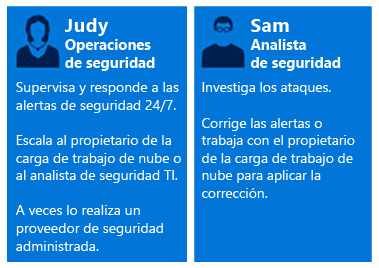 Judy
Operaciones
de seguridad
Supervisa y responde a las
alertas de seguridad 24/7.
Escala al propietario de la
carga de trabajo de nube o
al analista de seguridad TI.
A veces lo realiza un
proveedor de seguridad
administrada.
Sam
Analista
de seguridad
Investiga los ataques.
Corrige las alertas o
trabaja con el propietario
de la carga de trabajo de
nube para aplicar la
corrección.